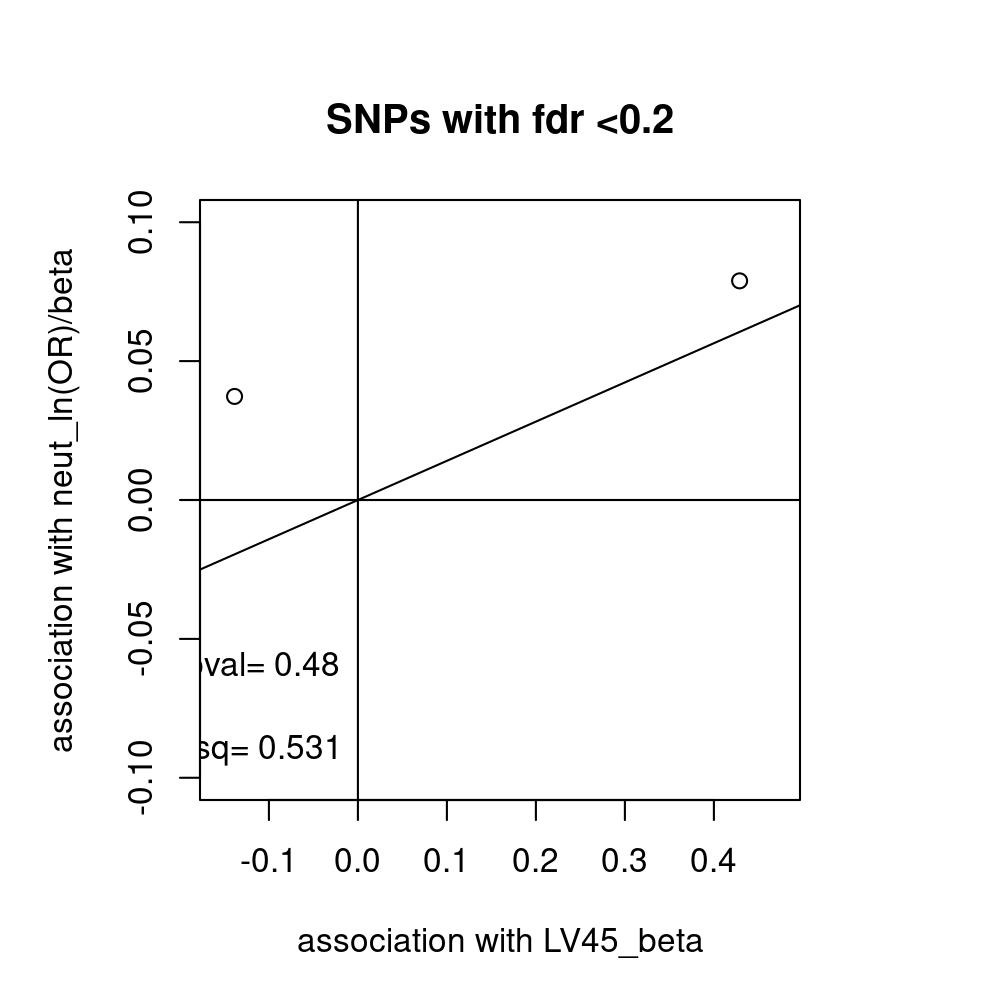 SNPs with fdr <0.2
association with neut_ln(OR)/beta
0.10
0.05
0.00
-0.05
-0.10
val= 0.48
sq= 0.531
-0.1 0.0 0.1 0.2 0.3 0.4
association with LV45_beta